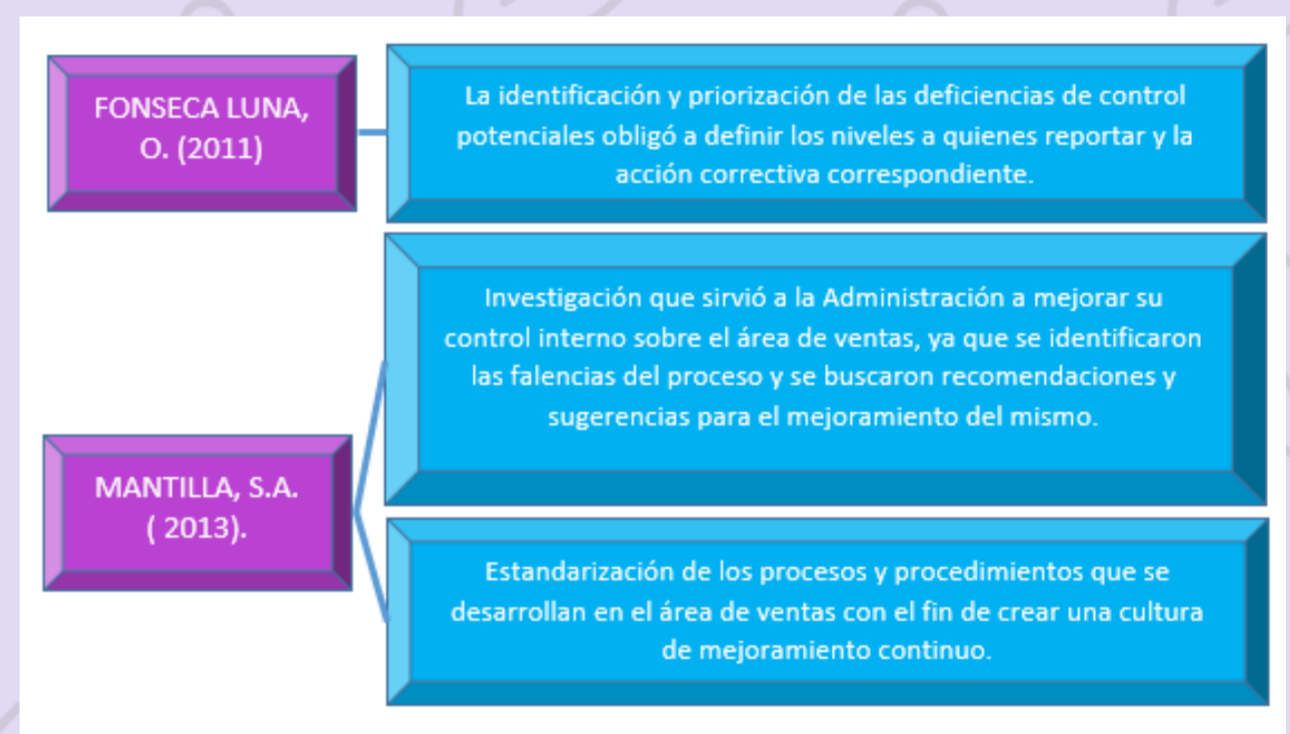 FONSECA LUNA,
O. (2011)
La identificación y priorización de las deficiencias de control
potenciales obligó a definir los niveles a quienes reportar y la
acción correctiva correspondiente.
MANTILLA, S.A.
( 2013).
Investigación que sirvió a la Administración a mejorar su
control interno sobre el área de ventas, ya que se identificaron
las falencias del proceso y se buscaron recomendaciones y
sugerencias para el mejoramiento del mismo.
Estandarización de los procesos y procedimientos que se
desarrollan en el área de ventas con el fin de crear una cultura
de mejoramiento continuo.